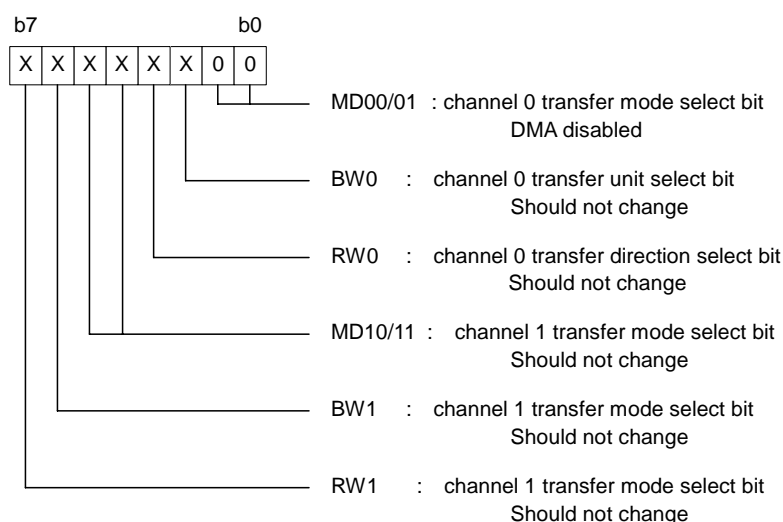 b7 b0
X X X X X X 0 0
MD00/01 : channel 0 transfer mode select bit
DMA disabled
BW0 : channel 0 transfer unit select bit
Should not change
RW0 : channel 0 transfer direction select bit
Should not change
MD10/11 : channel 1 transfer mode select bit
Should not change
BW1 : channel 1 transfer mode select bit
Should not change
RW1 : channel 1 transfer mode select bit
Should not change